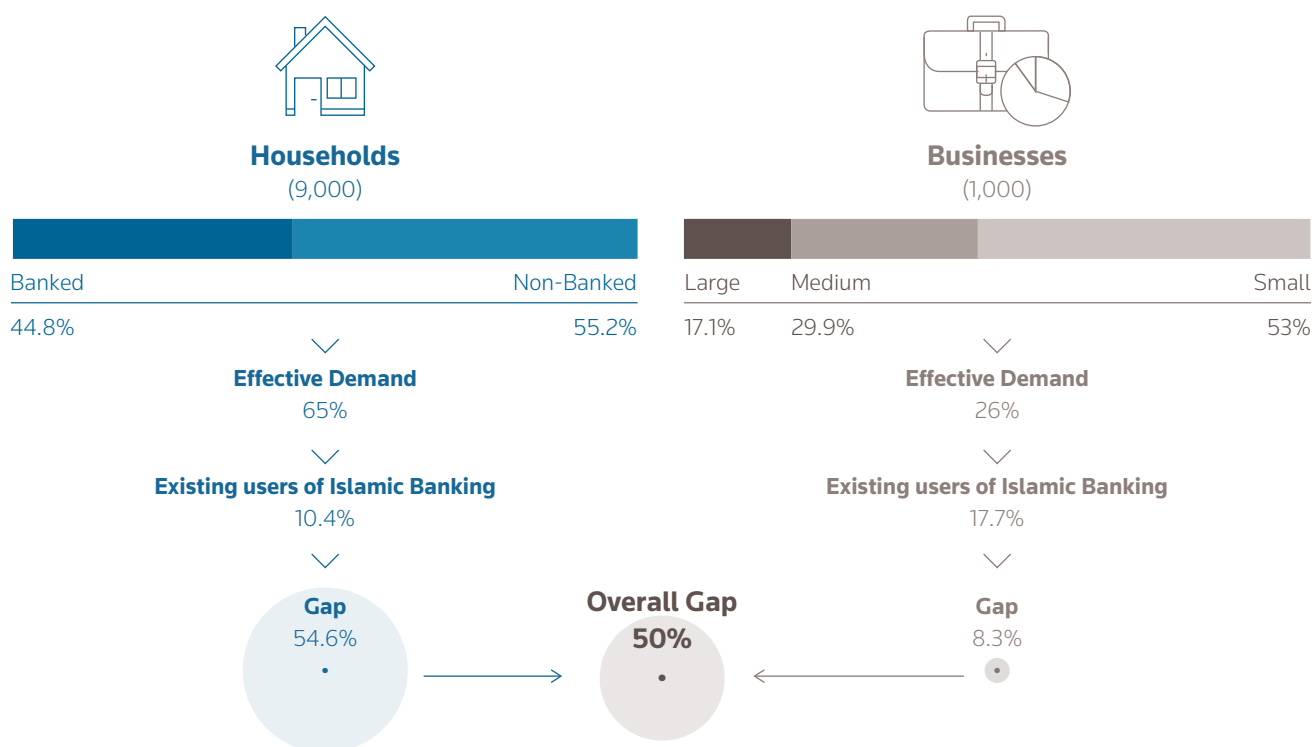 Households
(9,000)
Banked
Non-Banked
44.8%
55.2%
Effective Demand
65%
Existing users of Islamic Banking
10.4%
Gap
54.6%
Businesses
(1,000)
Large
Medium
Small
17.1%
29.9%
53%
Effective Demand
26%
Existing users of Islamic Banking
17.7%
Gap
8.3%
Overall Gap
50%